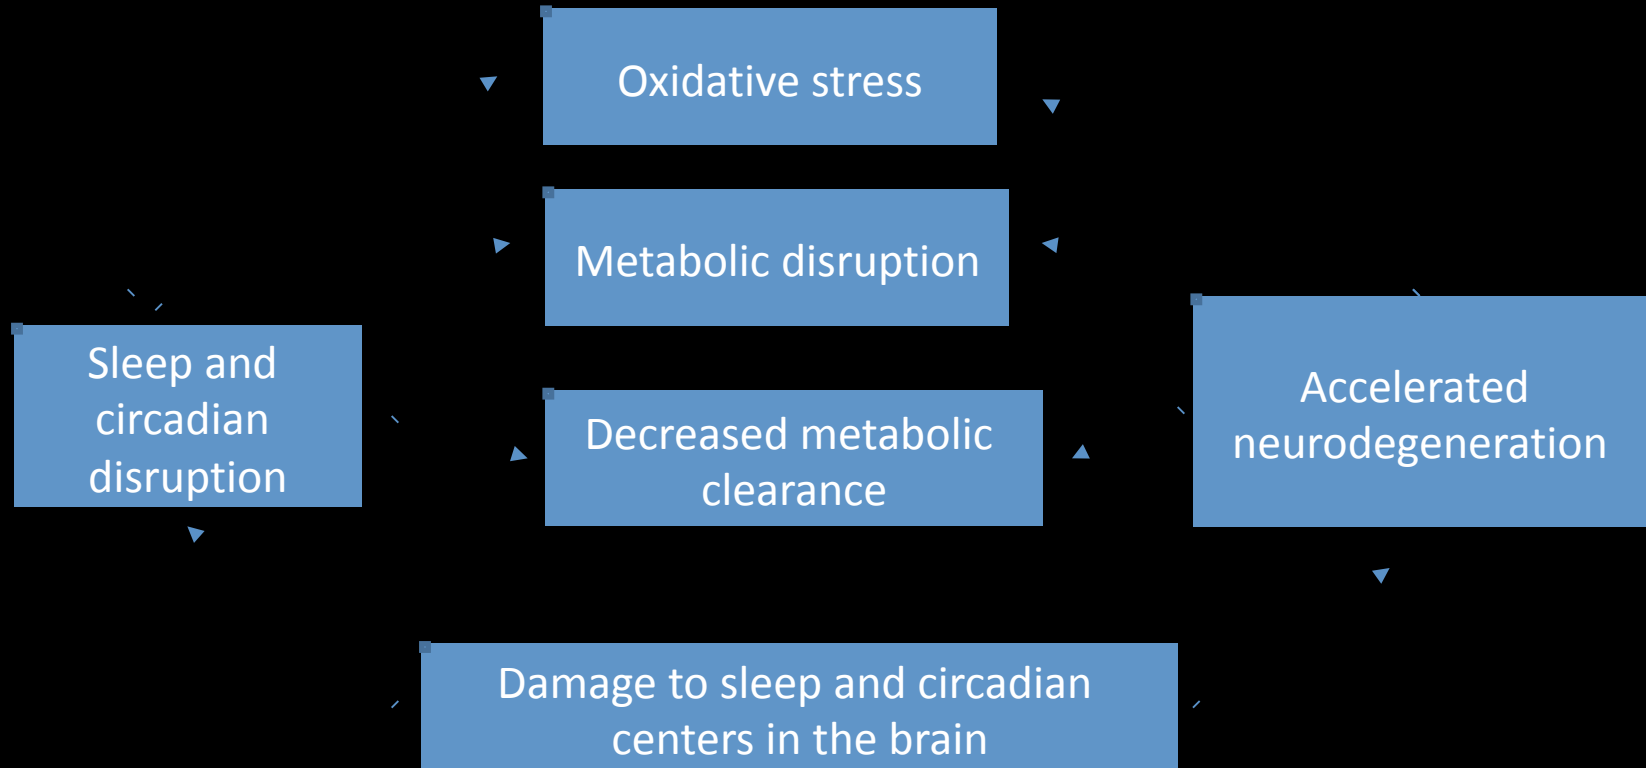 Oxidative stress
Metabolic disruption
Sleep and
circadian
disruption
Decreased metabolic
clearance
Accelerated
neurodegeneration
Damage to sleep and circadian
centers in the brain